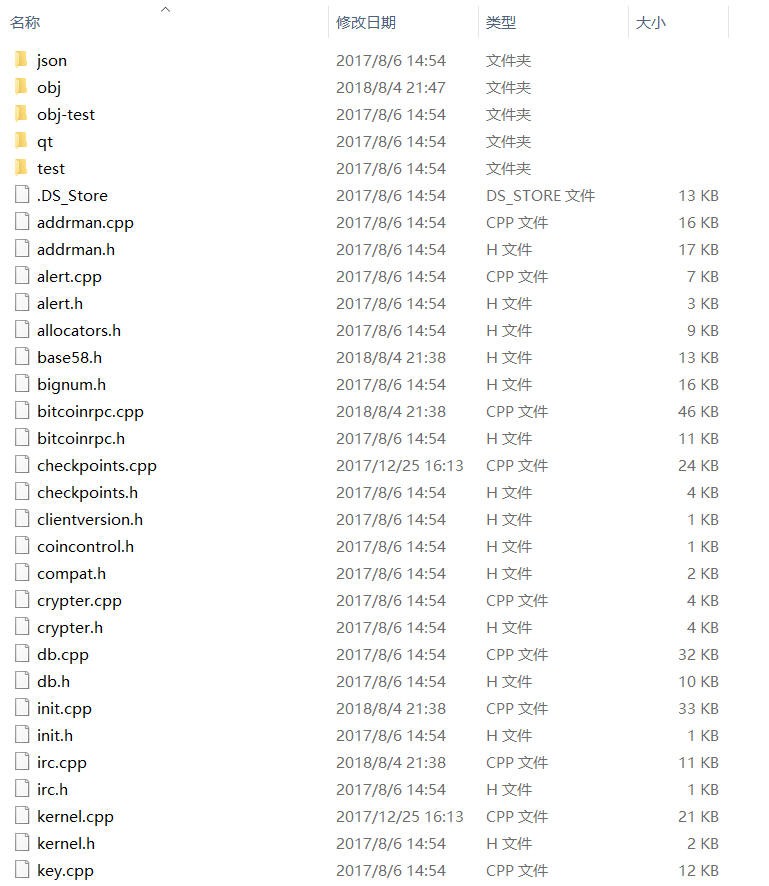 名称 修改日期 类型 大小
json 2017/8/6 14:54 文件夹
obj 2018/8/4 21:47 文件夹
obj-test 2017/8/6 14:54 文件夹
qt 2017/8/6 14:54 文件夹
test 2017/8/6 14:54 文件夹
.DS_Store 2017/8/6 14:54 DS_STORE 文件 13 KB
addrman.cpp 2017/8/6 14:54 CPP 文件 16 KB
addrman.h 2017/8/6 14:54 H 文件 17 KB
alert.cpp 2017/8/6 14:54 CPP 文件 7 KB
alert.h 2017/8/6 14:54 H 文件 3 KB
allocators.h 2017/8/6 14:54 H 文件 9 KB
base58.h 2018/8/4 21:38 H 文件 13 KB
bignum.h 2017/8/6 14:54 H 文件 16 KB
bitcoinrpc.cpp 2018/8/4 21:38 CPP 文件 46 KB
bitcoinrpc.h 2017/8/6 14:54 H 文件 11 KB
checkpoints.cpp 2017/12/25 16:13 CPP 文件 24 KB
checkpoints.h 2017/8/6 14:54 H 文件 4 KB
clientversion.h 2017/8/6 14:54 H 文件 1 KB
coincontrol.h 2017/8/6 14:54 H 文件 1 KB
compat.h 2017/8/6 14:54 H 文件 2 KB
crypter.cpp 2017/8/6 14:54 CPP 文件 4 KB
crypter.h 2017/8/6 14:54 H 文件 4 KB
db.cpp 2017/8/6 14:54 CPP 文件 32 KB
db.h 2017/8/6 14:54 H 文件 10 KB
init.cpp 2018/8/4 21:38 CPP 文件 33 KB
init.h 2017/8/6 14:54 H 文件 1 KB
irc.cpp 2018/8/4 21:38 CPP 文件 11 KB
irc.h 2017/8/6 14:54 H 文件 1 KB
kernel.cpp 2017/12/25 16:13 CPP 文件 21 KB
kernel.h 2017/8/6 14:54 H 文件 2 KB
key.cpp 2017/8/6 14:54 CPP 文件 12 KB